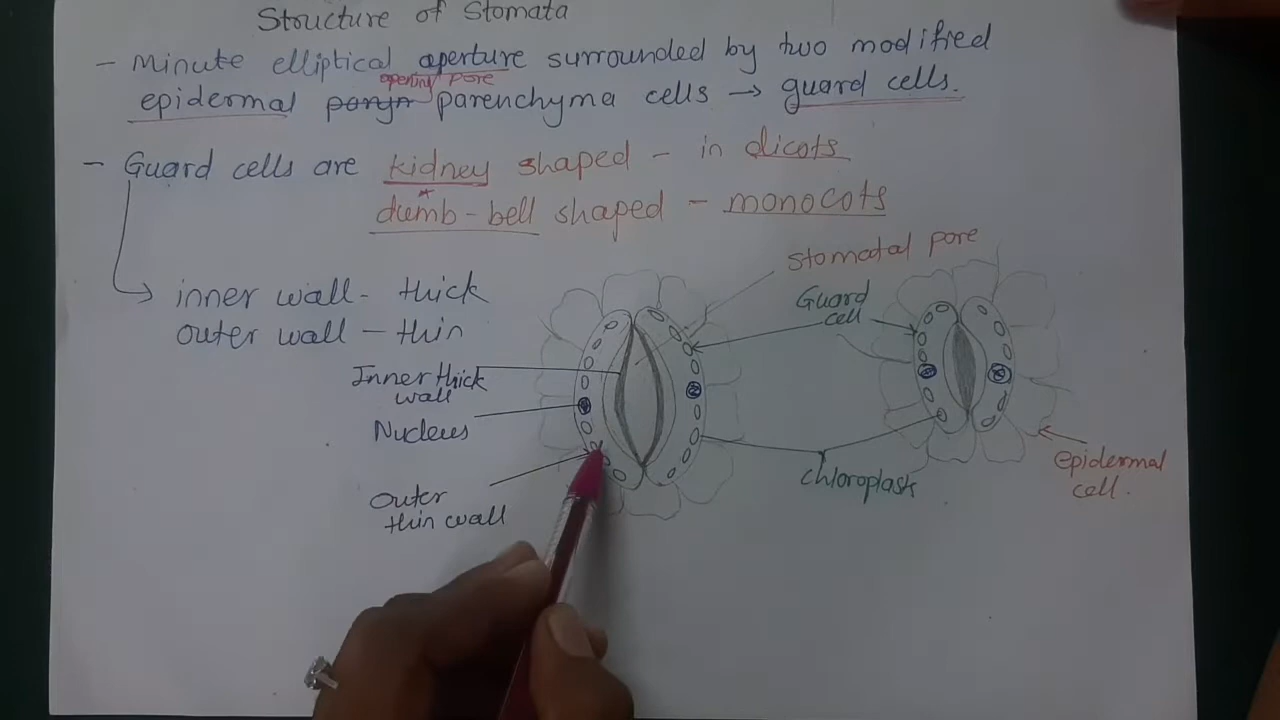 Structure of Stomata
- Minute elliptical aperture surrounded by two modified
opening pore
epidermal parenchyma cells → guard cells.
- Guard cells are kidney shaped - in dicots
dumb-bell shaped - monocots
inner wall - thick
outer wall - thin
Stomatal pore
Guard
cell
Inner thick
wall
Nucleus
Outer
thin wall
chloroplast
epidermal
cell.